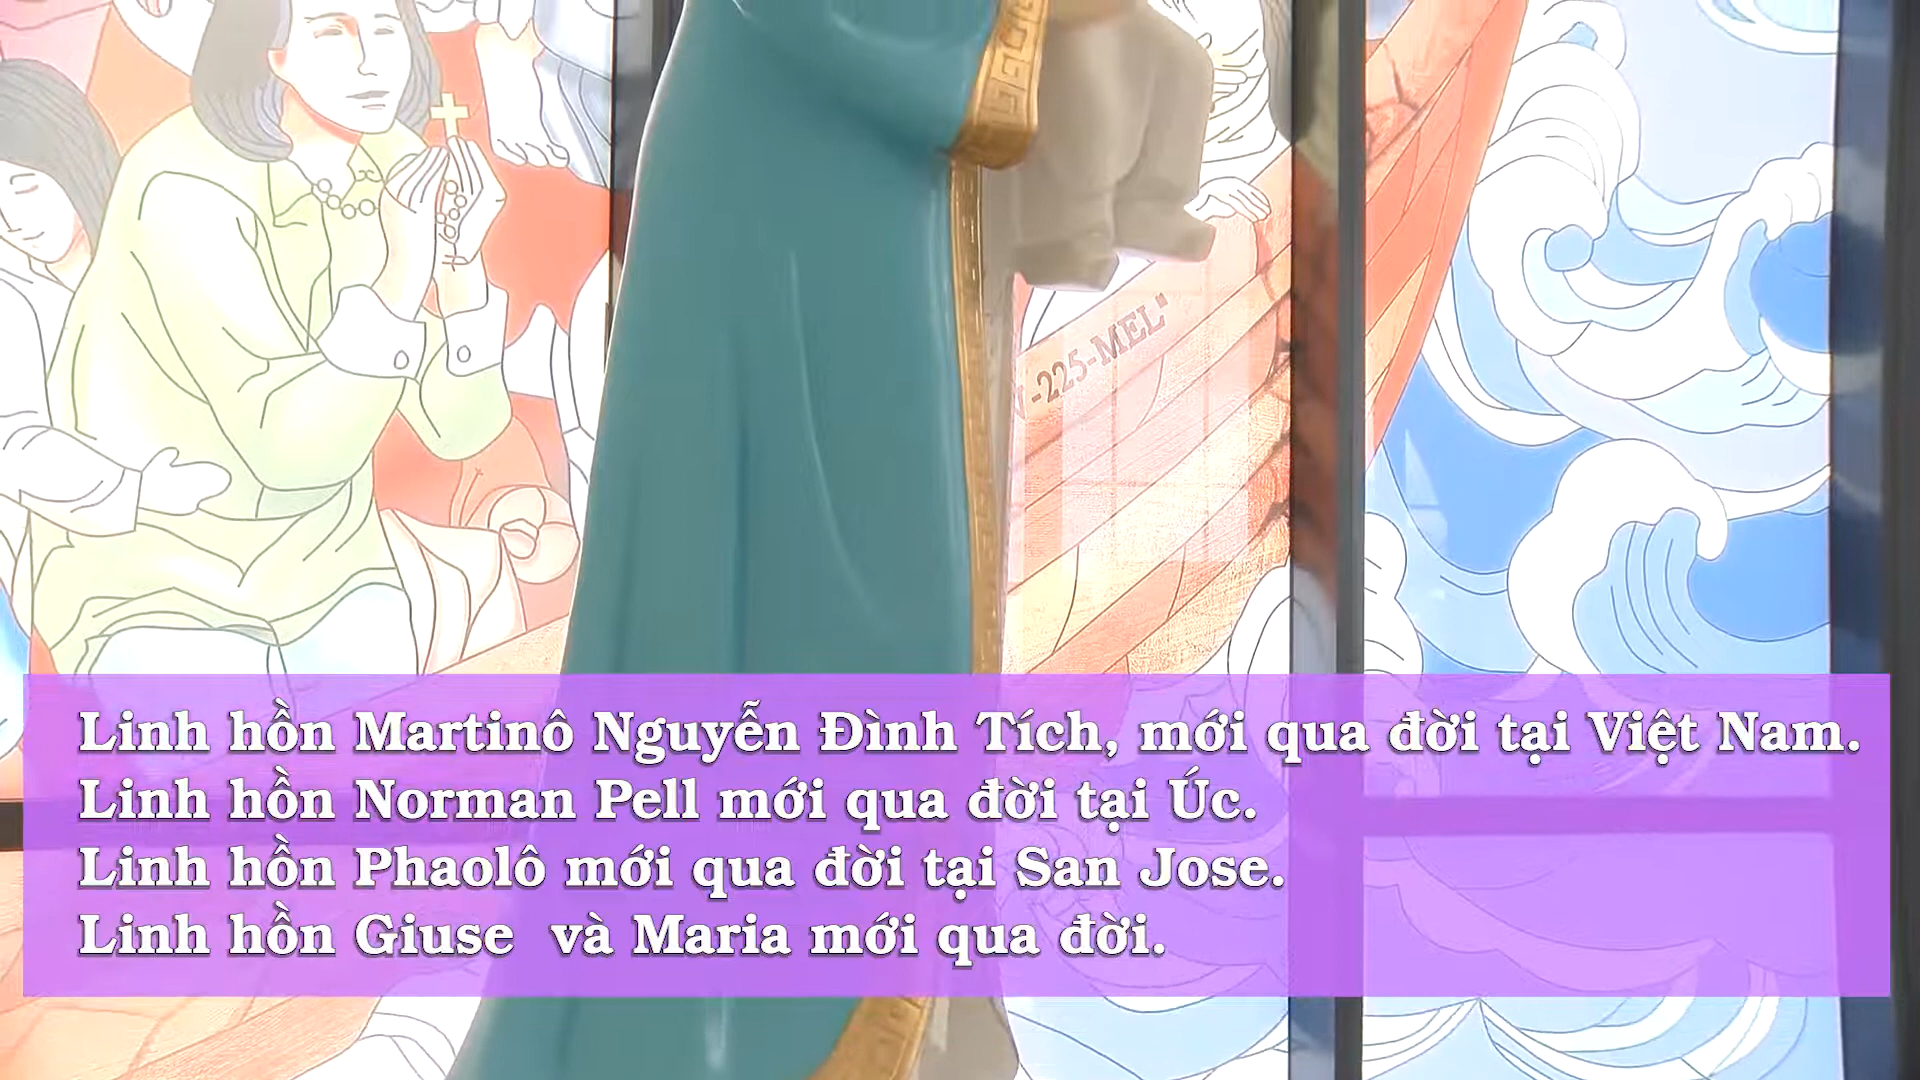 -225-MEL"
Linh hồn Martinô Nguyễn Đình Tích, mới qua đời tại Việt Nam.
Linh hồn Norman Pell mới qua đời tại Úc.
Linh hồn Phaolô mới qua đời tại San Jose.
Linh hồn Giuse và Maria mới qua đời.